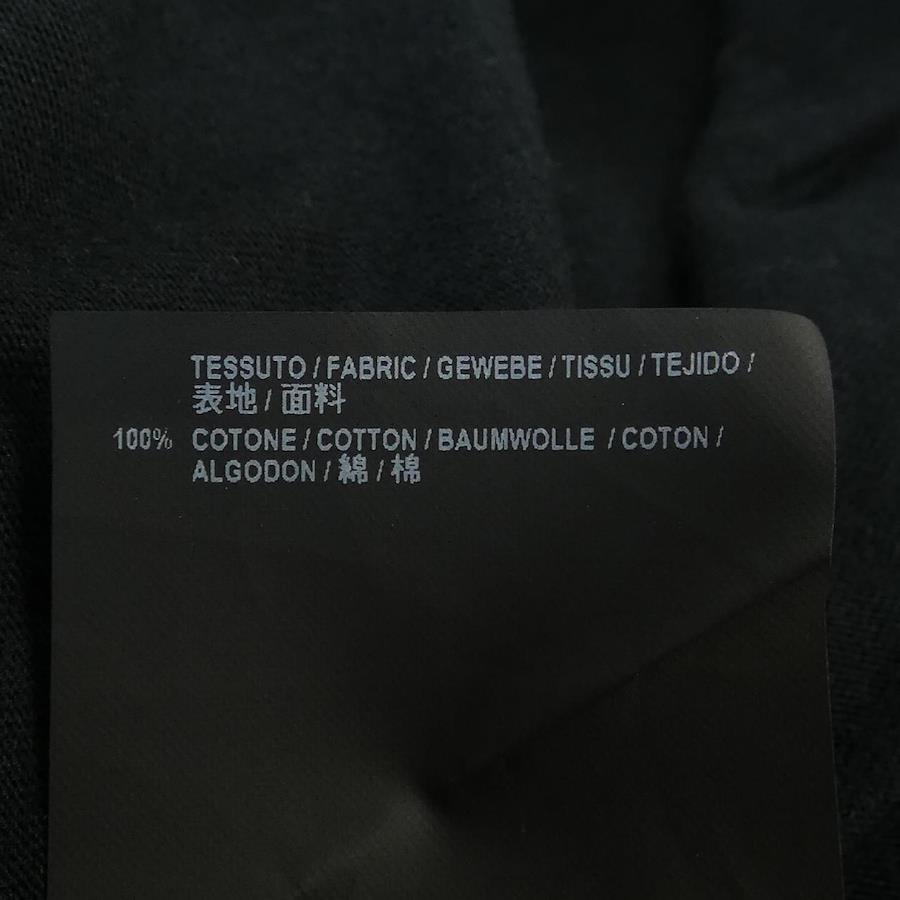 TESSUTO / FABRIC / GEWEBE / TISSU / TEJIDO /
表地 / 面料
100% COTONE / COTTON / BAUMWOLLE / COTON /
ALGODON / 綿 / 棉